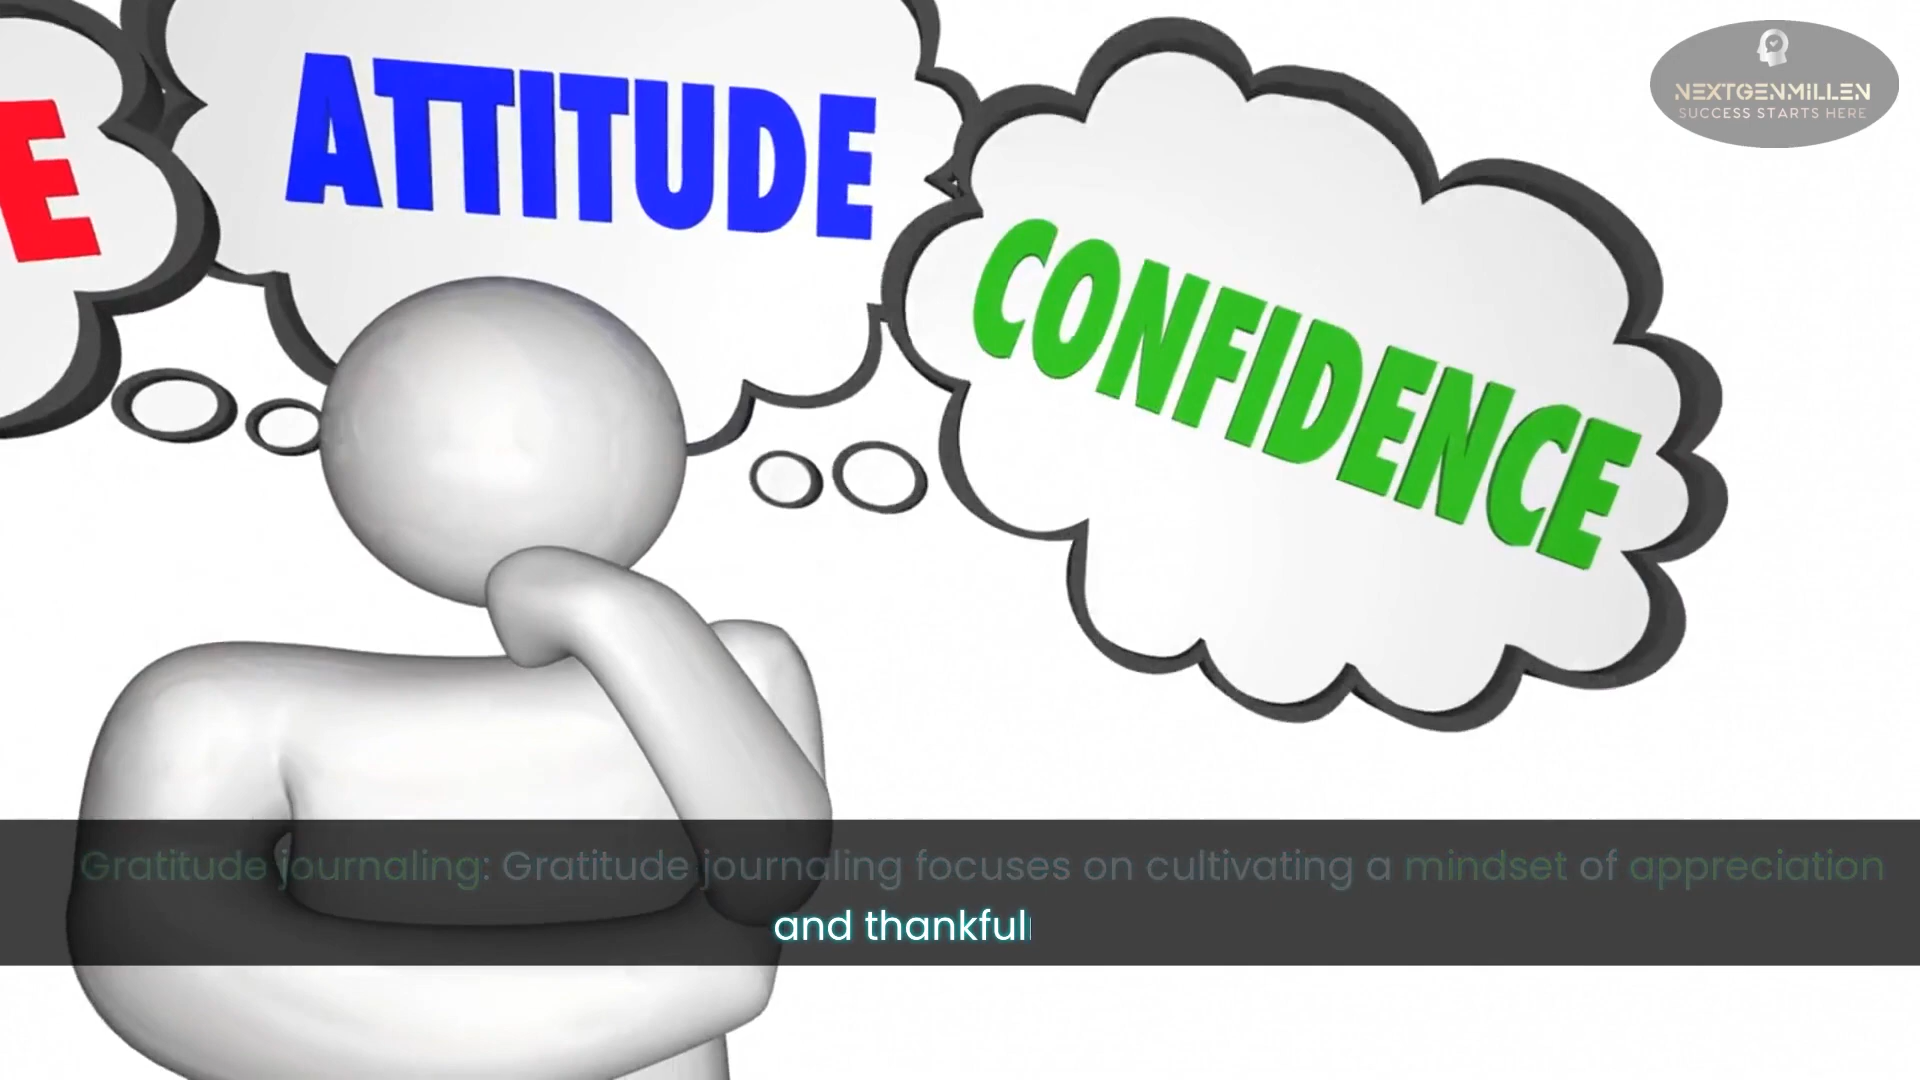 E
ATTITUDE
CONFIDENCE
NEXTGENMILLEN
SUCCESS STARTS HERE
Gratitude journaling: Gratitude journaling focuses on cultivating a mindset of appreciation
and thankful